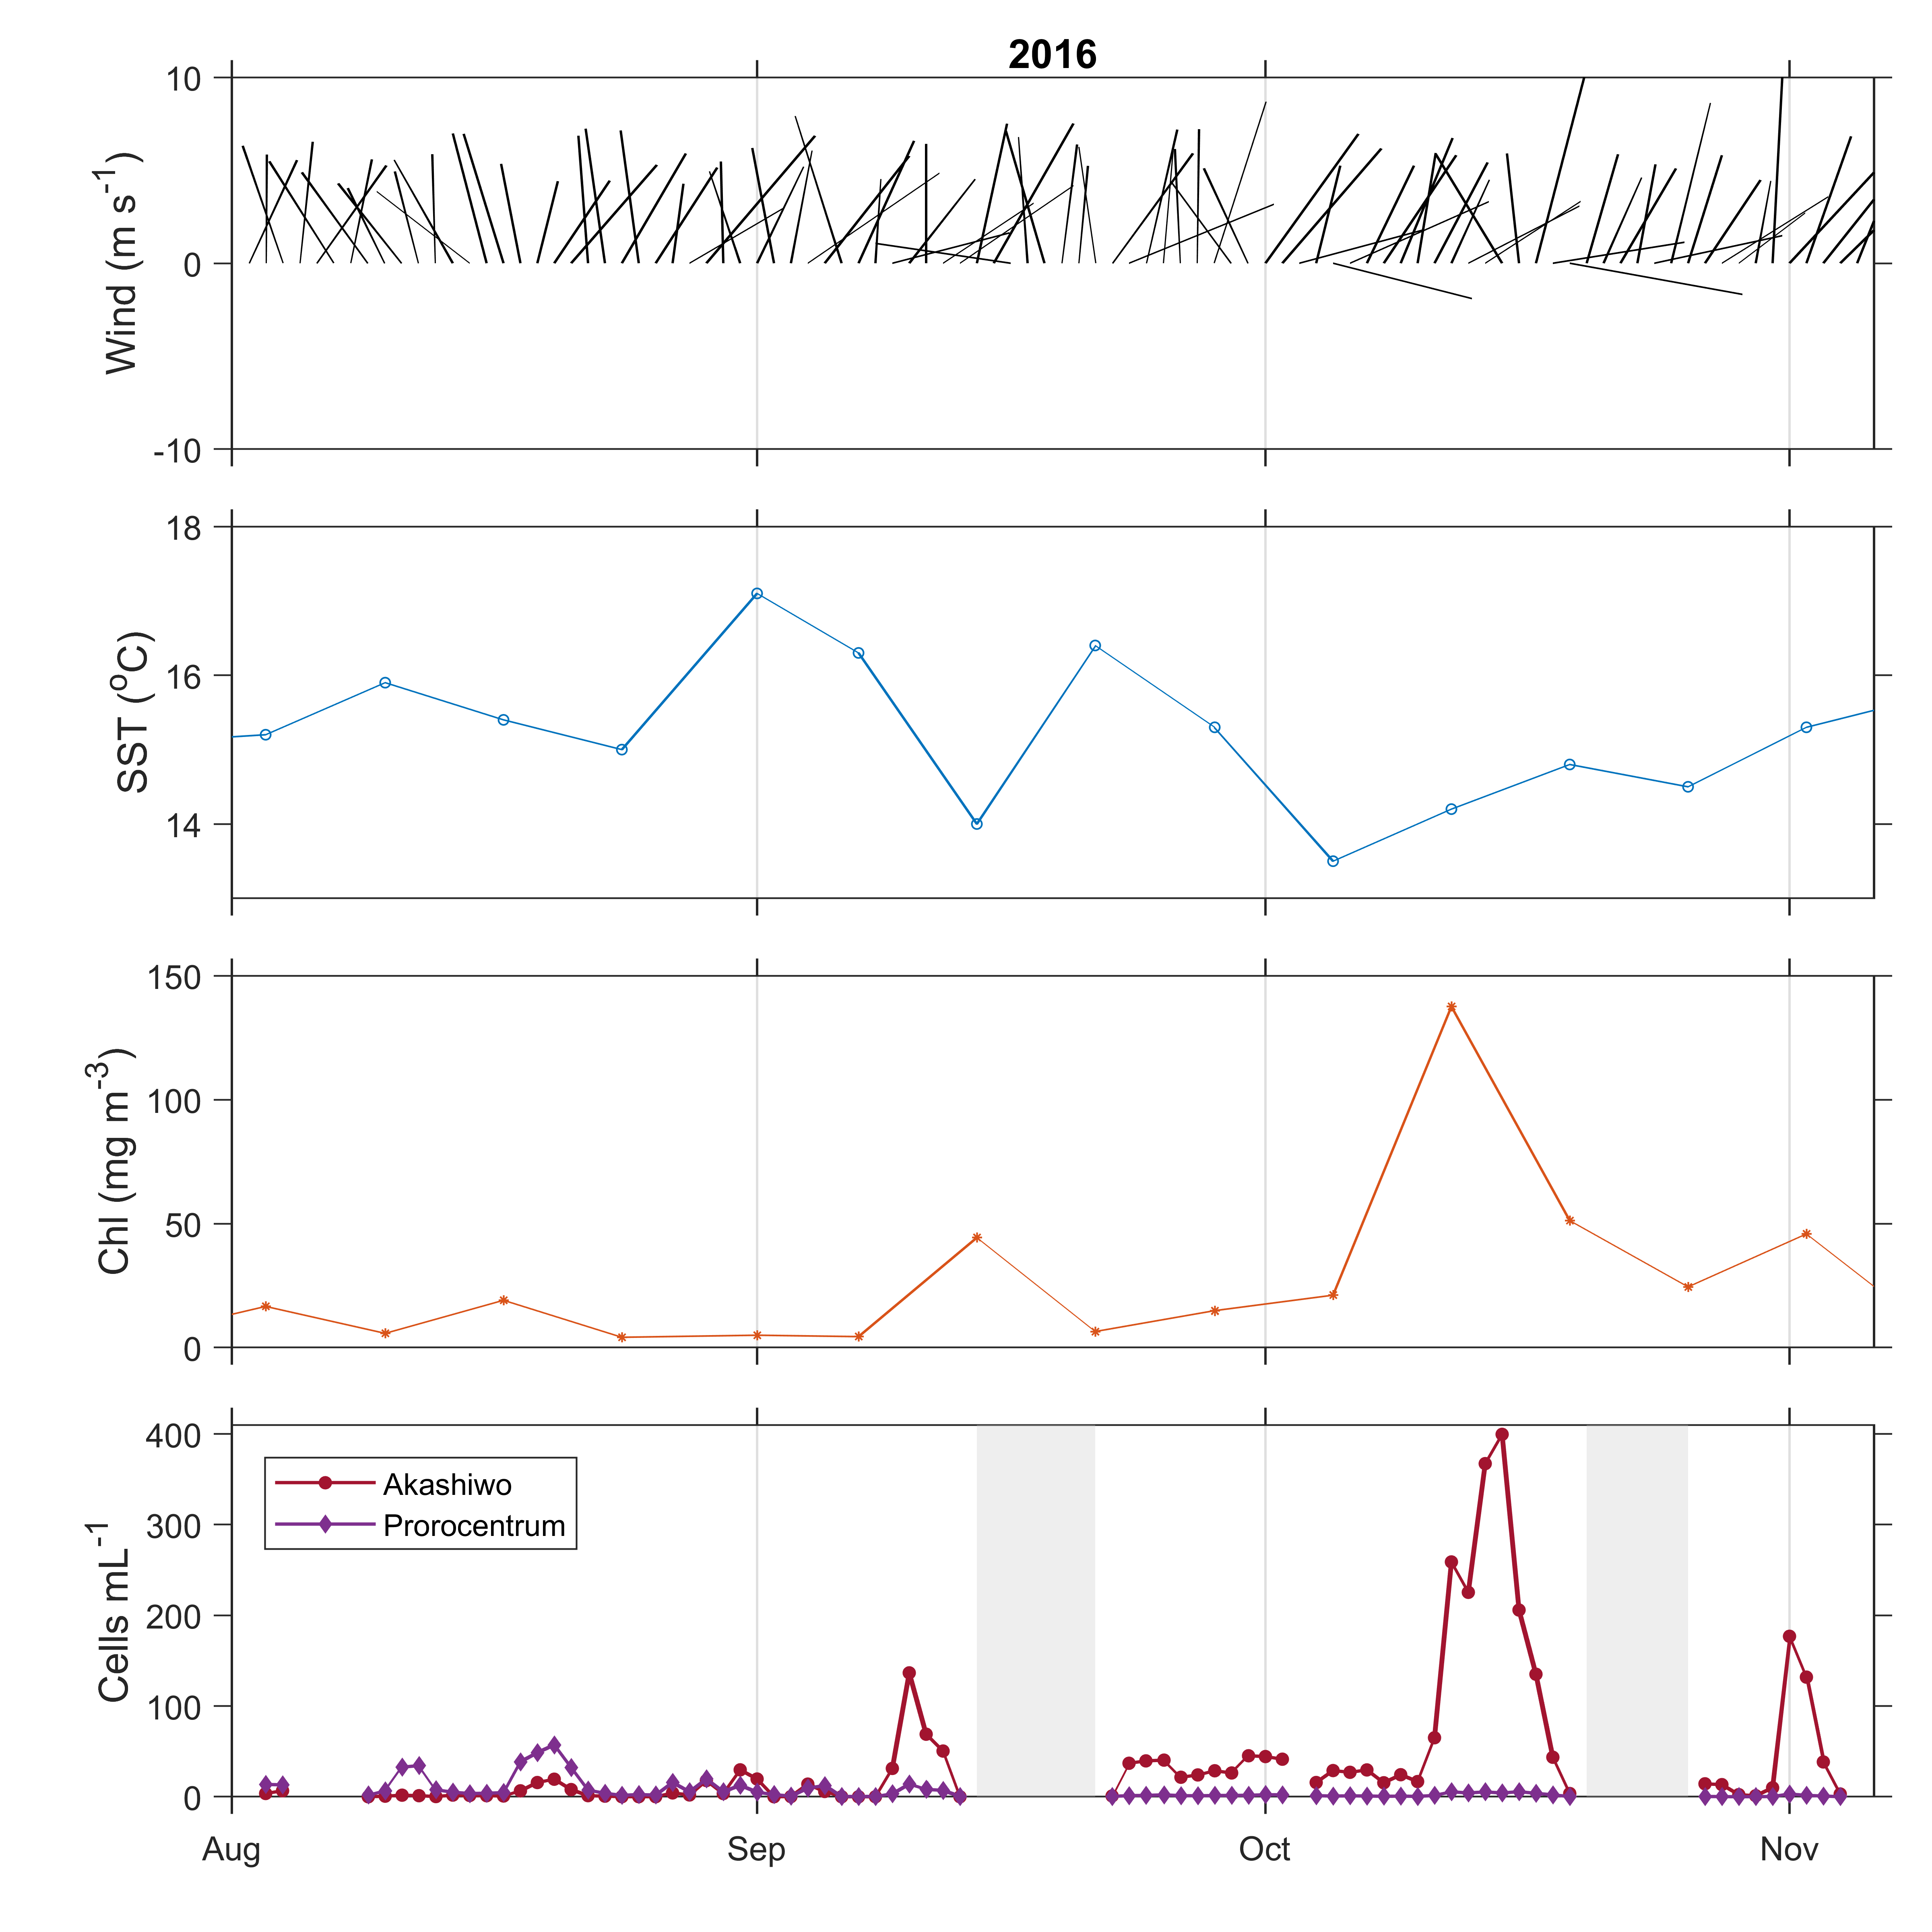 2016
10
0
-10
Wind (m s⁻¹)
18
16
14
SST (ºC)
150
100
50
0
Chl (mg m⁻³)
400
300
200
100
0
Cells mL⁻¹
Akashiwo
Prorocentrum
Aug Sep Oct Nov